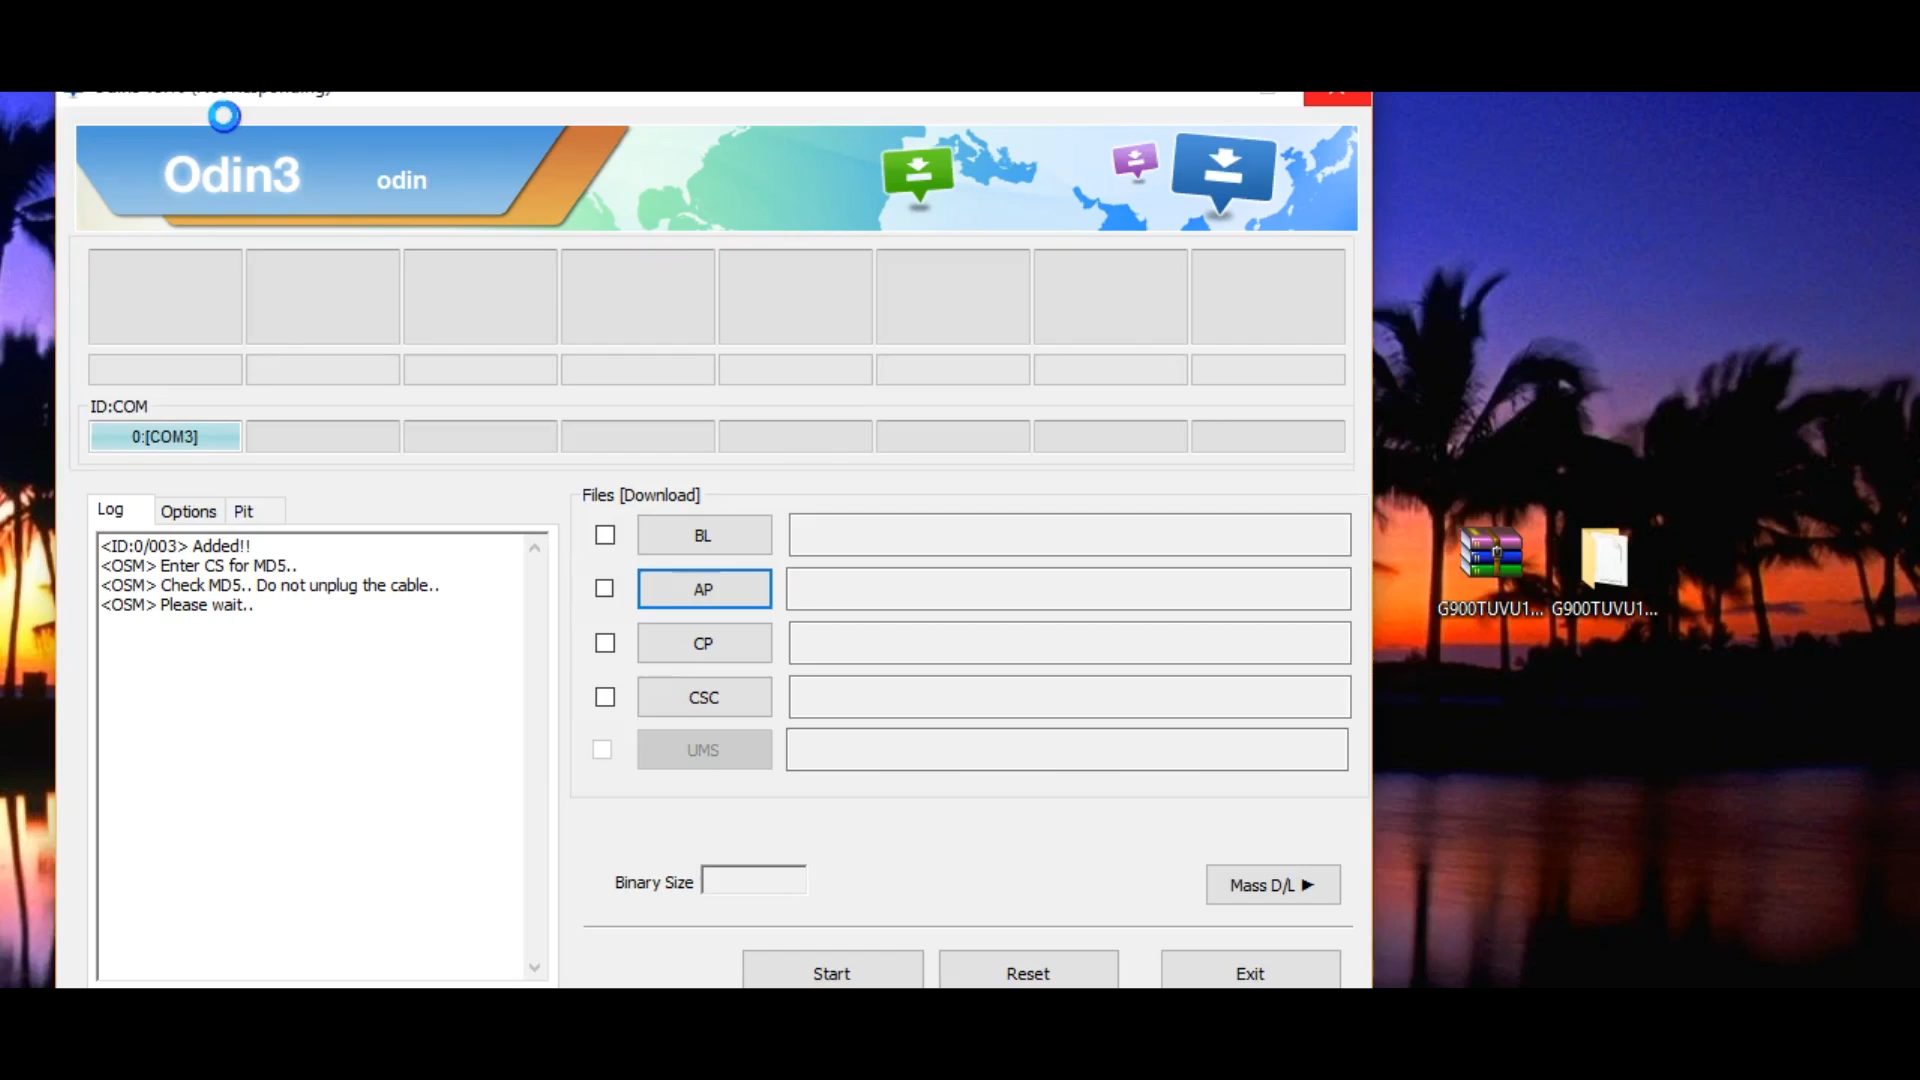 Odin3
odin
ID:COM
0:[COM3]
Log
Options
Pit
<ID:0/003> Added!!
<OSM> Enter CS for MD5..
<OSM> Check MD5.. Do not unplug the cable..
<OSM> Please wait..
Files [Download]
BL
AP
CP
CSC
UMS
Binary Size
Mass D/L
Start
Reset
Exit
G900TUVU1...
G900TUVU1...